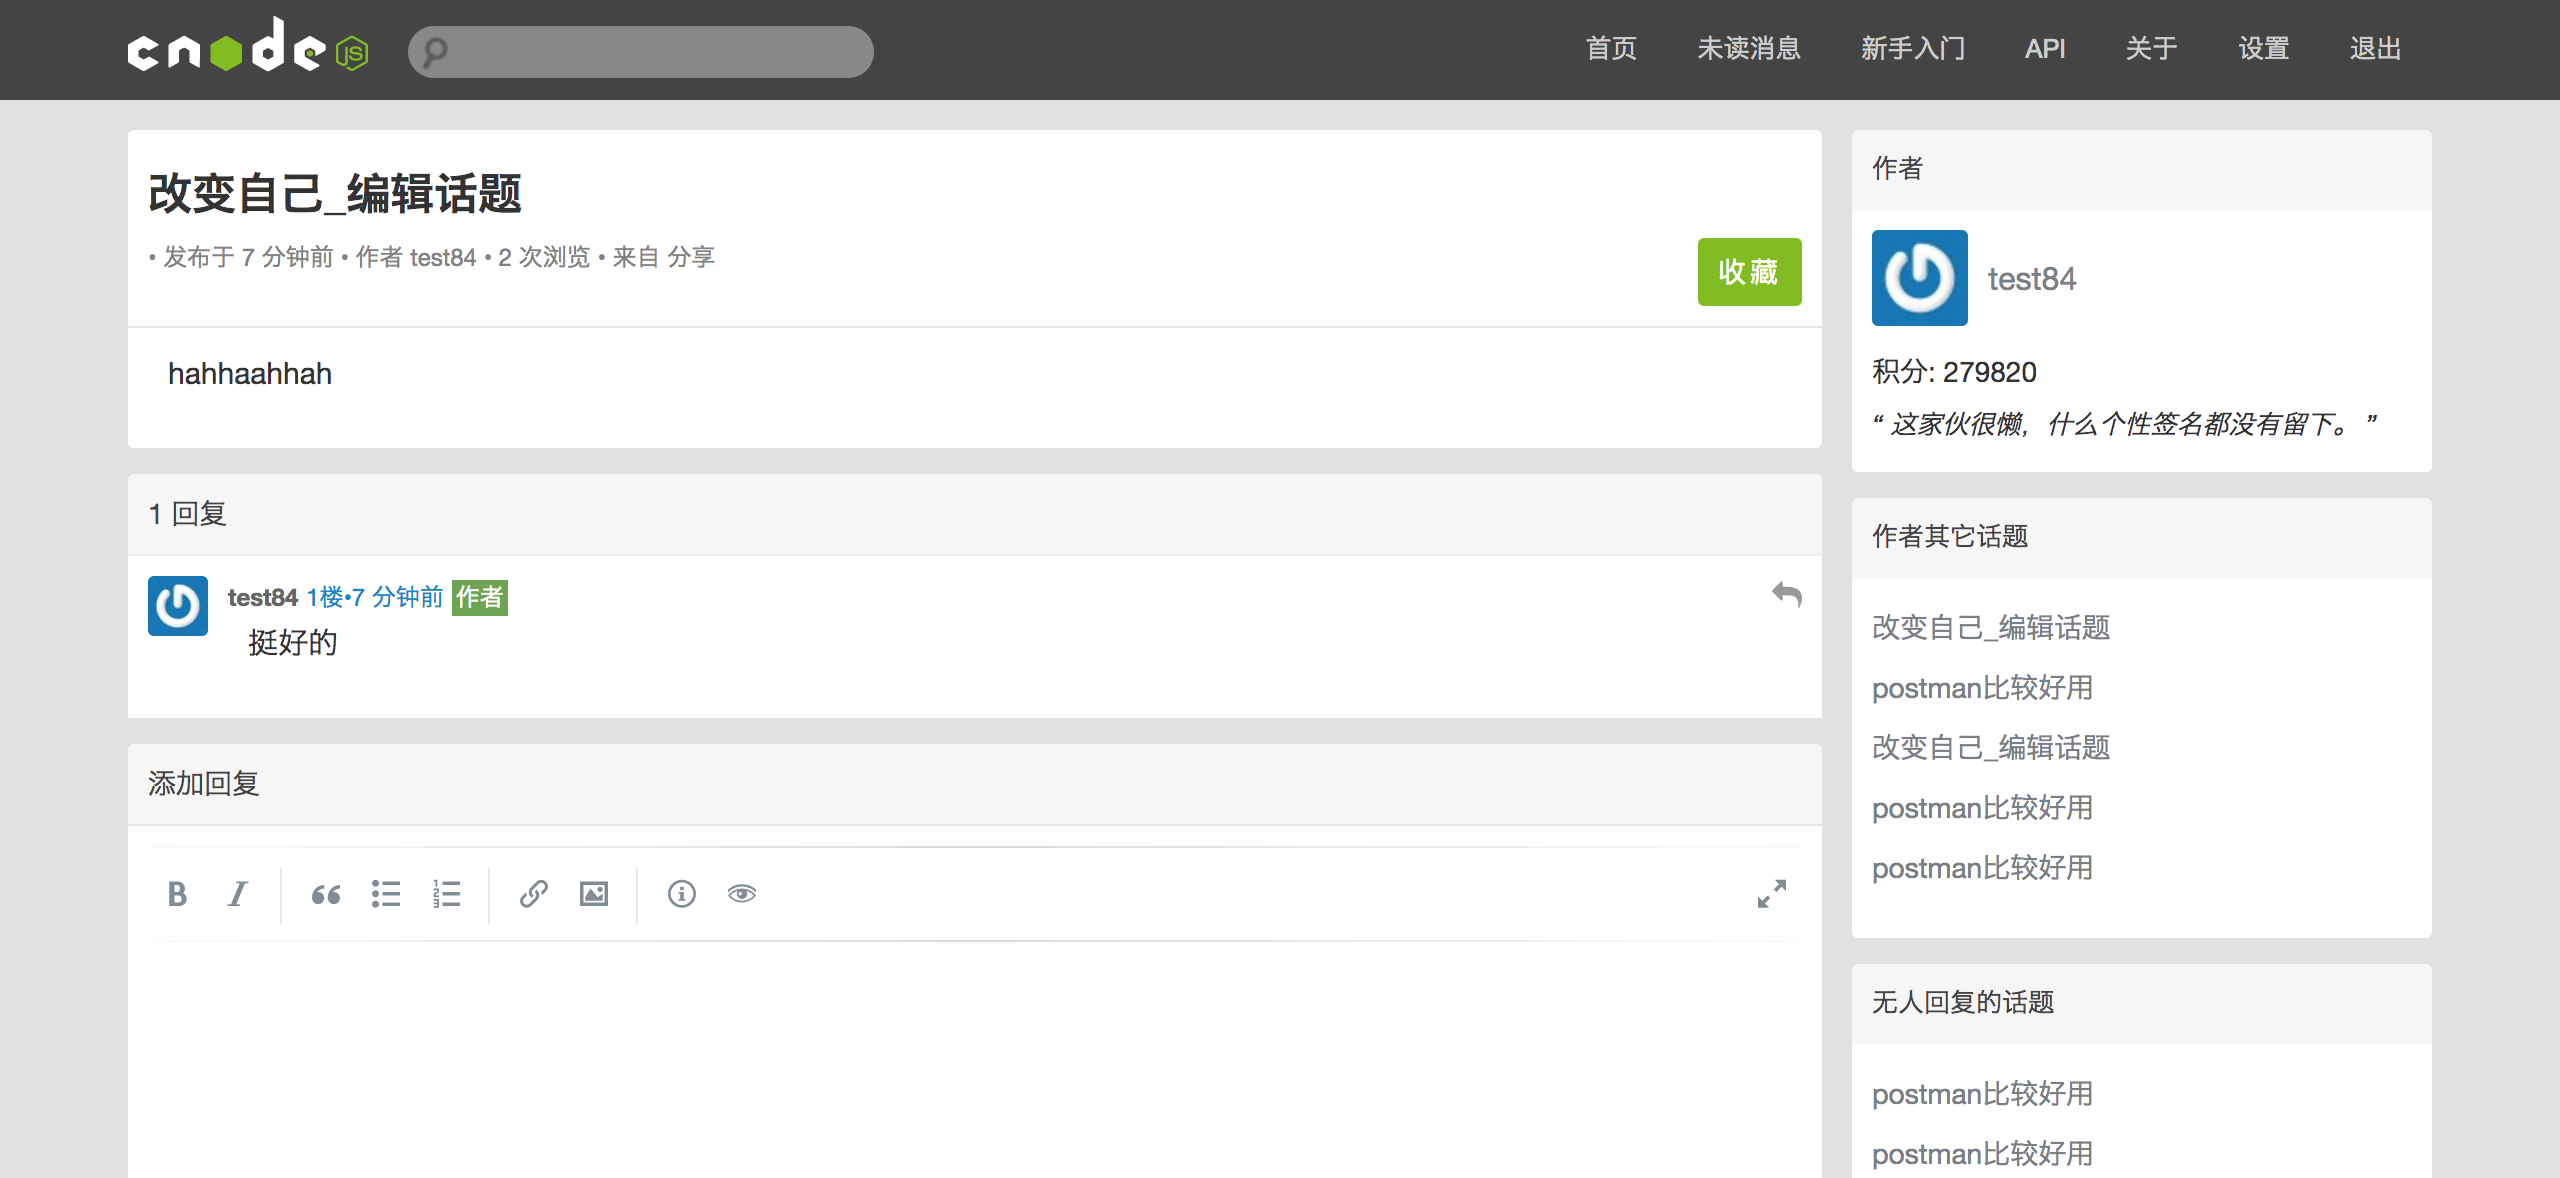 cnode JS
首页 未读消息 新手入门 API 关于 设置 退出
改变自己_编辑话题
• 发布于 7 分钟前 • 作者 test84 • 2 次浏览 • 来自 分享
收藏
hahhaahhah
1 回复
test84 1楼•7 分钟前 作者
挺好的
添加回复
作者
test84
积分: 279820
“ 这家伙很懒，什么个性签名都没有留下。 ”
作者其它话题
改变自己_编辑话题
postman比较好用
改变自己_编辑话题
postman比较好用
postman比较好用
无人回复的话题
postman比较好用
postman比较好用